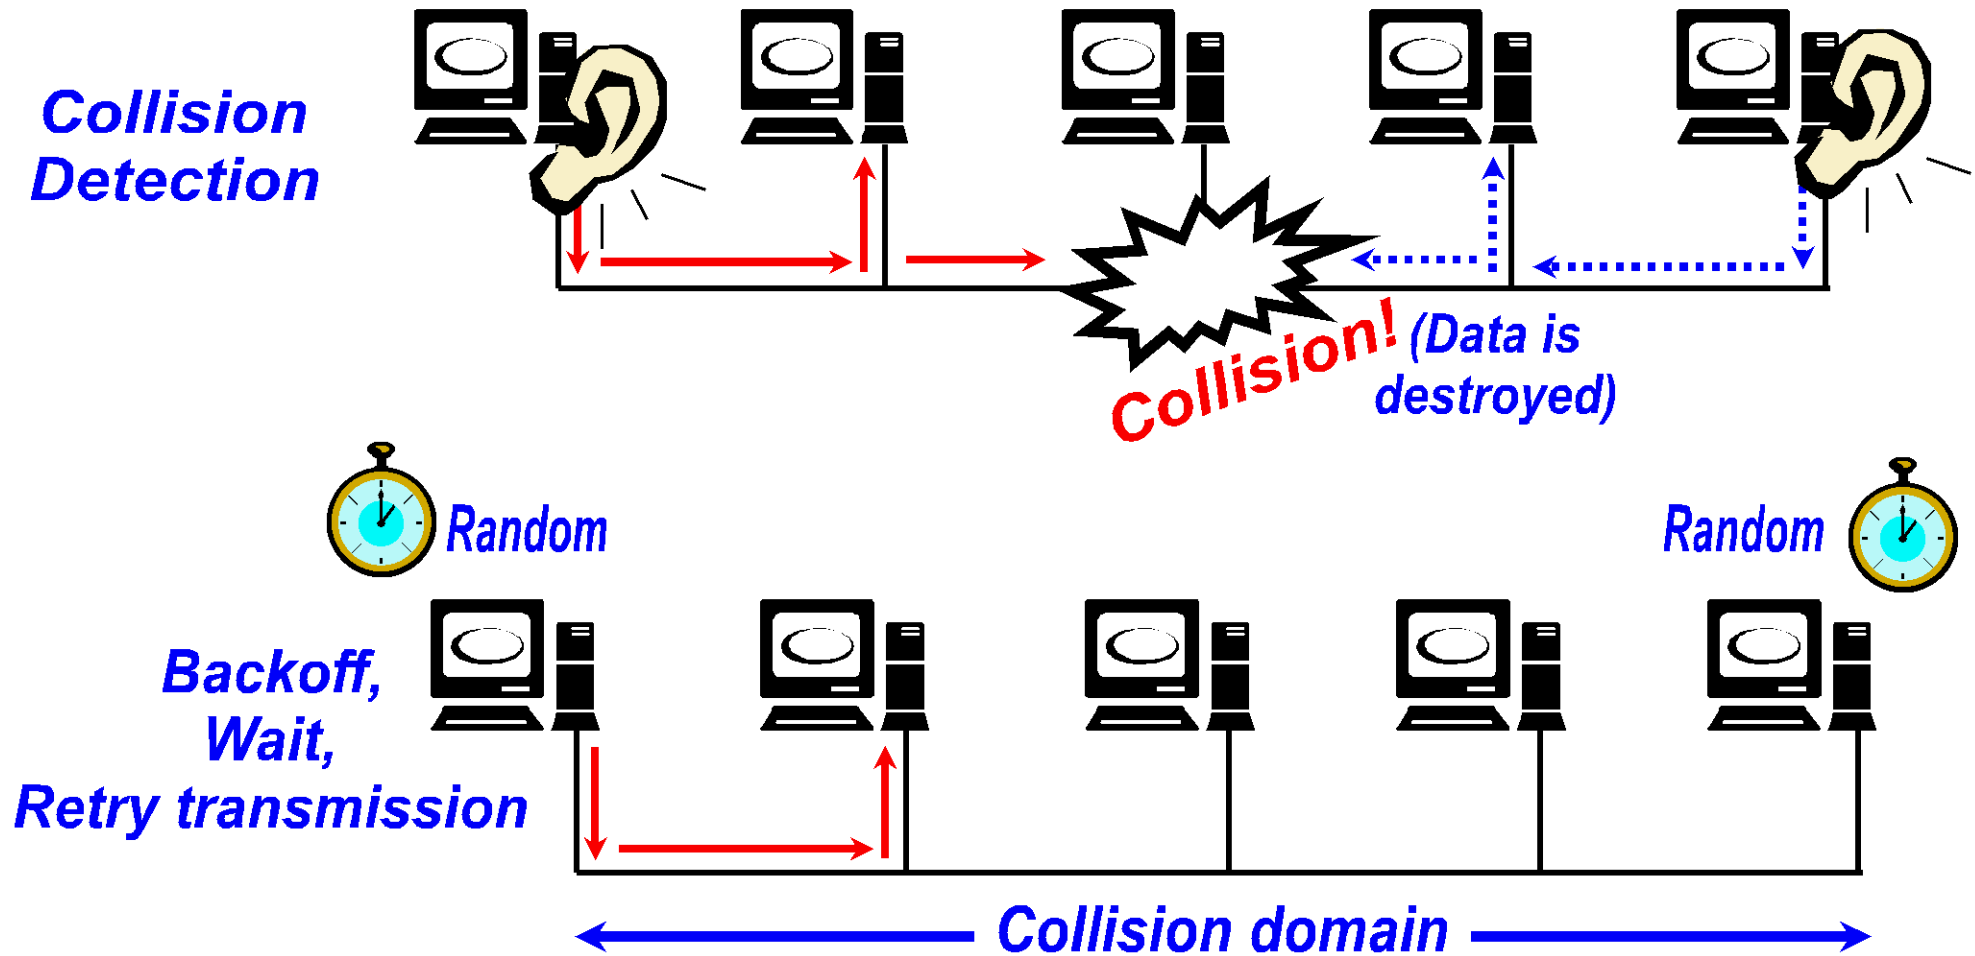 Collision
Detection
Collision!
(Data is
destroyed)
Random
Random
Backoff,
Wait,
Retry transmission
Collision domain